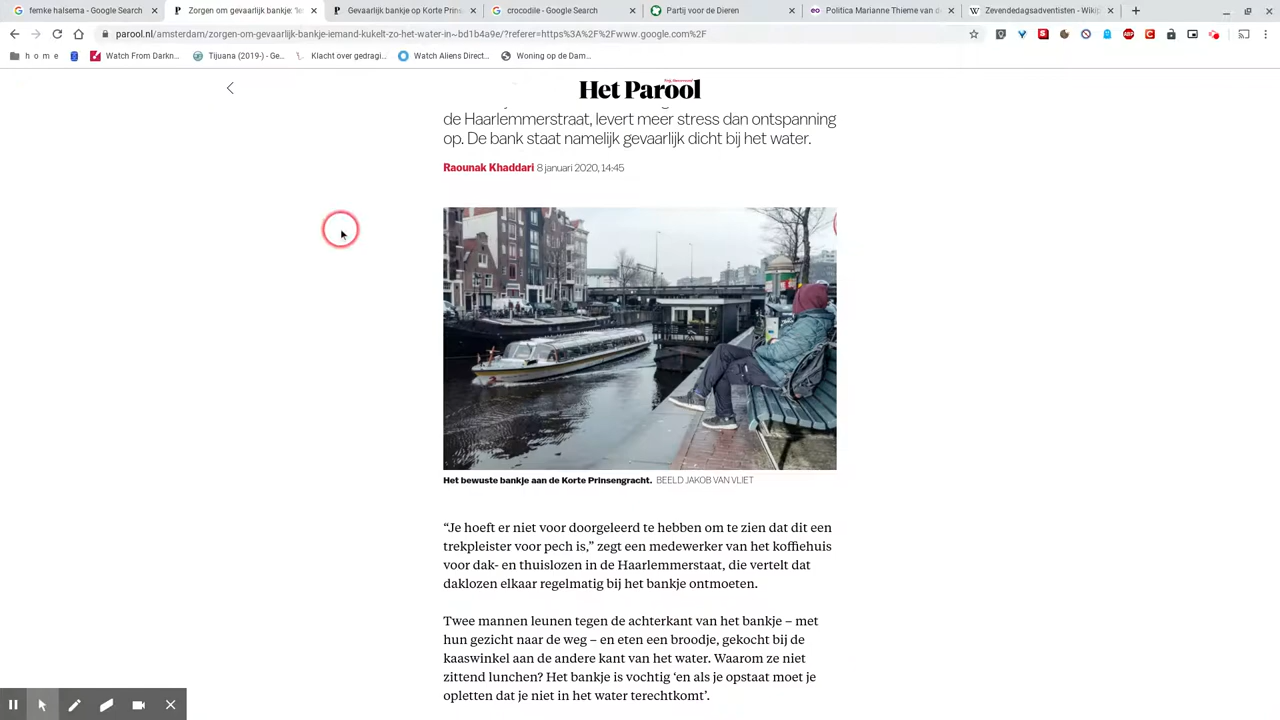 femke halsema - Google Search
Zorgen om gevaarlijk bankje: 'Ie
Gevaarlijk bankje op Korte Prins
crocodile - Google Search
Partij voor de Dieren
Politica Marianne Thieme van d
Zevendedagsadventisten - Wikip
parool.nl/amsterdam/zorgen-om-gevaarlijk-bankje-iemand-kukelt-zo-het-water-in~bd1b4a9e/?referer=https%3A%2F%2Fwww.google.com%2F
h o m e
Watch From Darkn...
Tijuana (2019-) - Ge...
Klacht over gedragi...
Watch Aliens Direct...
Woning op de Dam...
Het Parool
de Haarlemmerstraat, levert meer stress dan ontspanning
op. De bank staat namelijk gevaarlijk dicht bij het water.
Raounak Khaddari 8 januari 2020, 14:45
Het bewuste bankje aan de Korte Prinsengracht. BEELD JAKOB VAN VLIET
“Je hoeft er niet voor doorgeleerd te hebben om te zien dat dit een
trekpleister voor pech is,” zegt een medewerker van het koffiehuis
voor dak- en thuislozen in de Haarlemmerstaat, die vertelt dat
daklozen elkaar regelmatig bij het bankje ontmoeten.
Twee mannen leunen tegen de achterkant van het bankje – met
hun gezicht naar de weg – en eten een broodje, gekocht bij de
kaaswinkel aan de andere kant van het water. Waarom ze niet
zittend lunchen? Het bankje is vochtig ‘en als je opstaat moet je
opletten dat je niet in het water terechtkomt’.